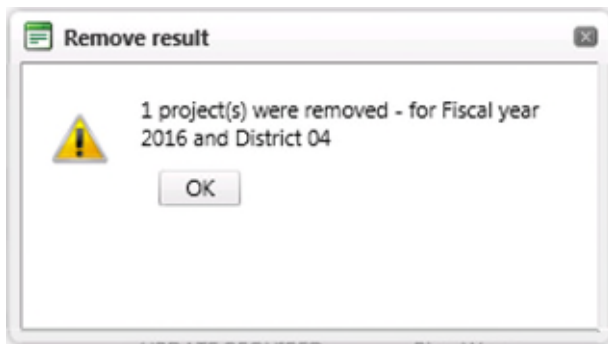 Remove result
1 project(s) were removed - for Fiscal year
2016 and District 04
OK